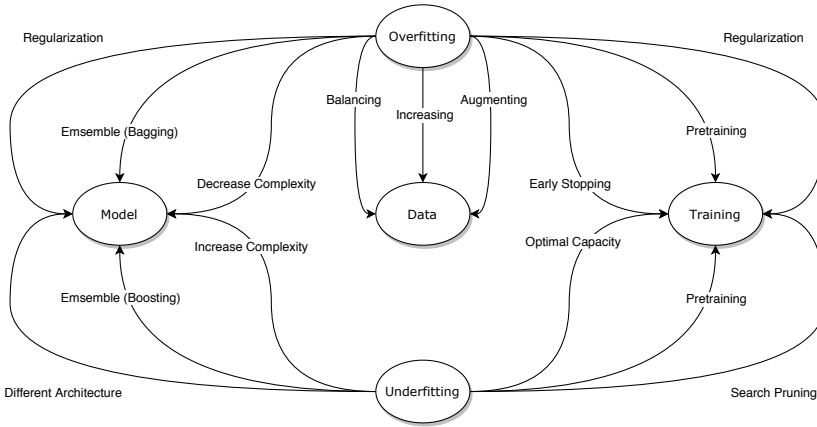 Regularization
Overfitting
Regularization
Balancing
Augmenting
Increasing
Emsemble (Bagging)
Pretraining
Decrease Complexity
Early Stopping
Model
Data
Training
Increase Complexity
Optimal Capacity
Emsemble (Boosting)
Pretraining
Different Architecture
Underfitting
Search Pruning